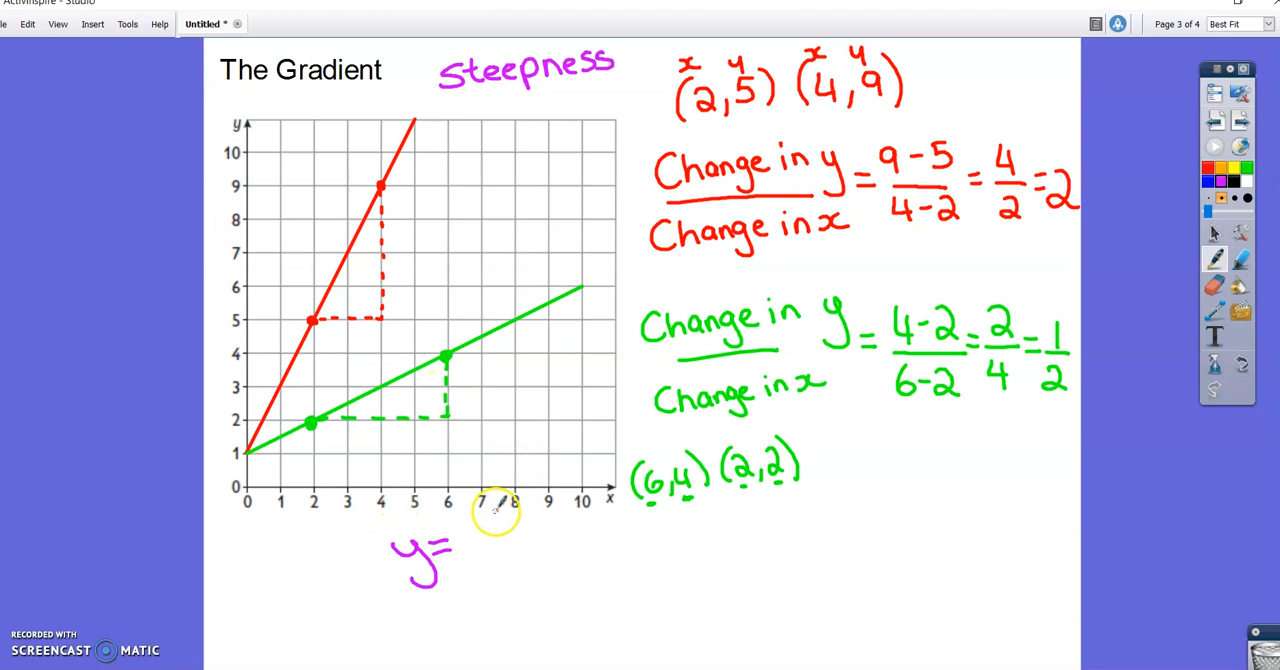 ActivInspire - Studio
le Edit View Insert Tools Help Untitled * Page 3 of 4 Best Fit
The Gradient steepness
x y x y
(2,5) (4,9)
Change in y = 9-5 = 4 = 2
Change in x 4-2 2
Change in y = 4-2 = 2 = 1
Change in x 6-2 4 2
(6,4) (2,2)
y
10
9
8
7
6
5
4
3
2
1
0
0 1 2 3 4 5 6 7 8 9 10 x
y=
T
RECORDED WITH
SCREENCAST MATIC